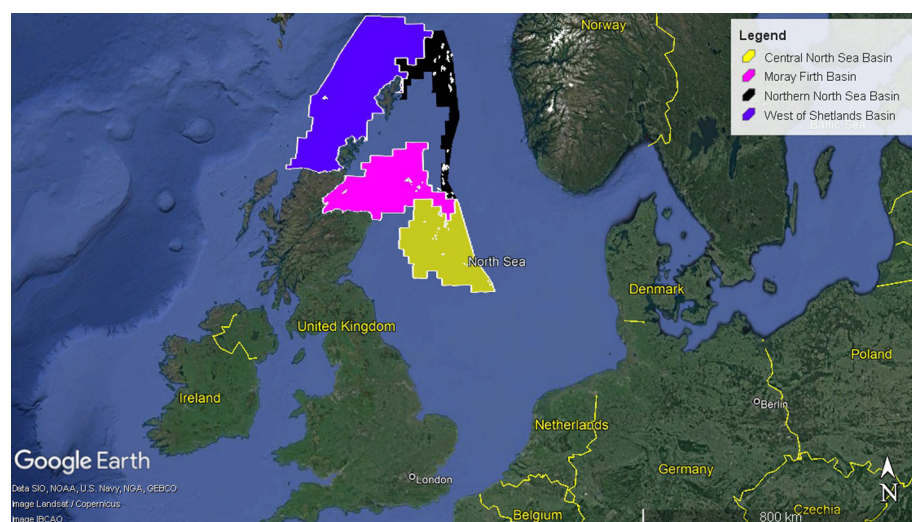 Norway
Legend
Central North Sea Basin
Moray Firth Basin
Northern North Sea Basin
West of Shetlands Basin
Baltic Sea
North Sea
Denmark
United Kingdom
Poland
Ireland
Berlin
Netherlands
Google Earth
Germany
London
N
Data SIO, NOAA, U.S. Navy, NGA, GEBCO
Image Landsat / Copernicus
Image IBCAO
Belgium
800 km
Czechia